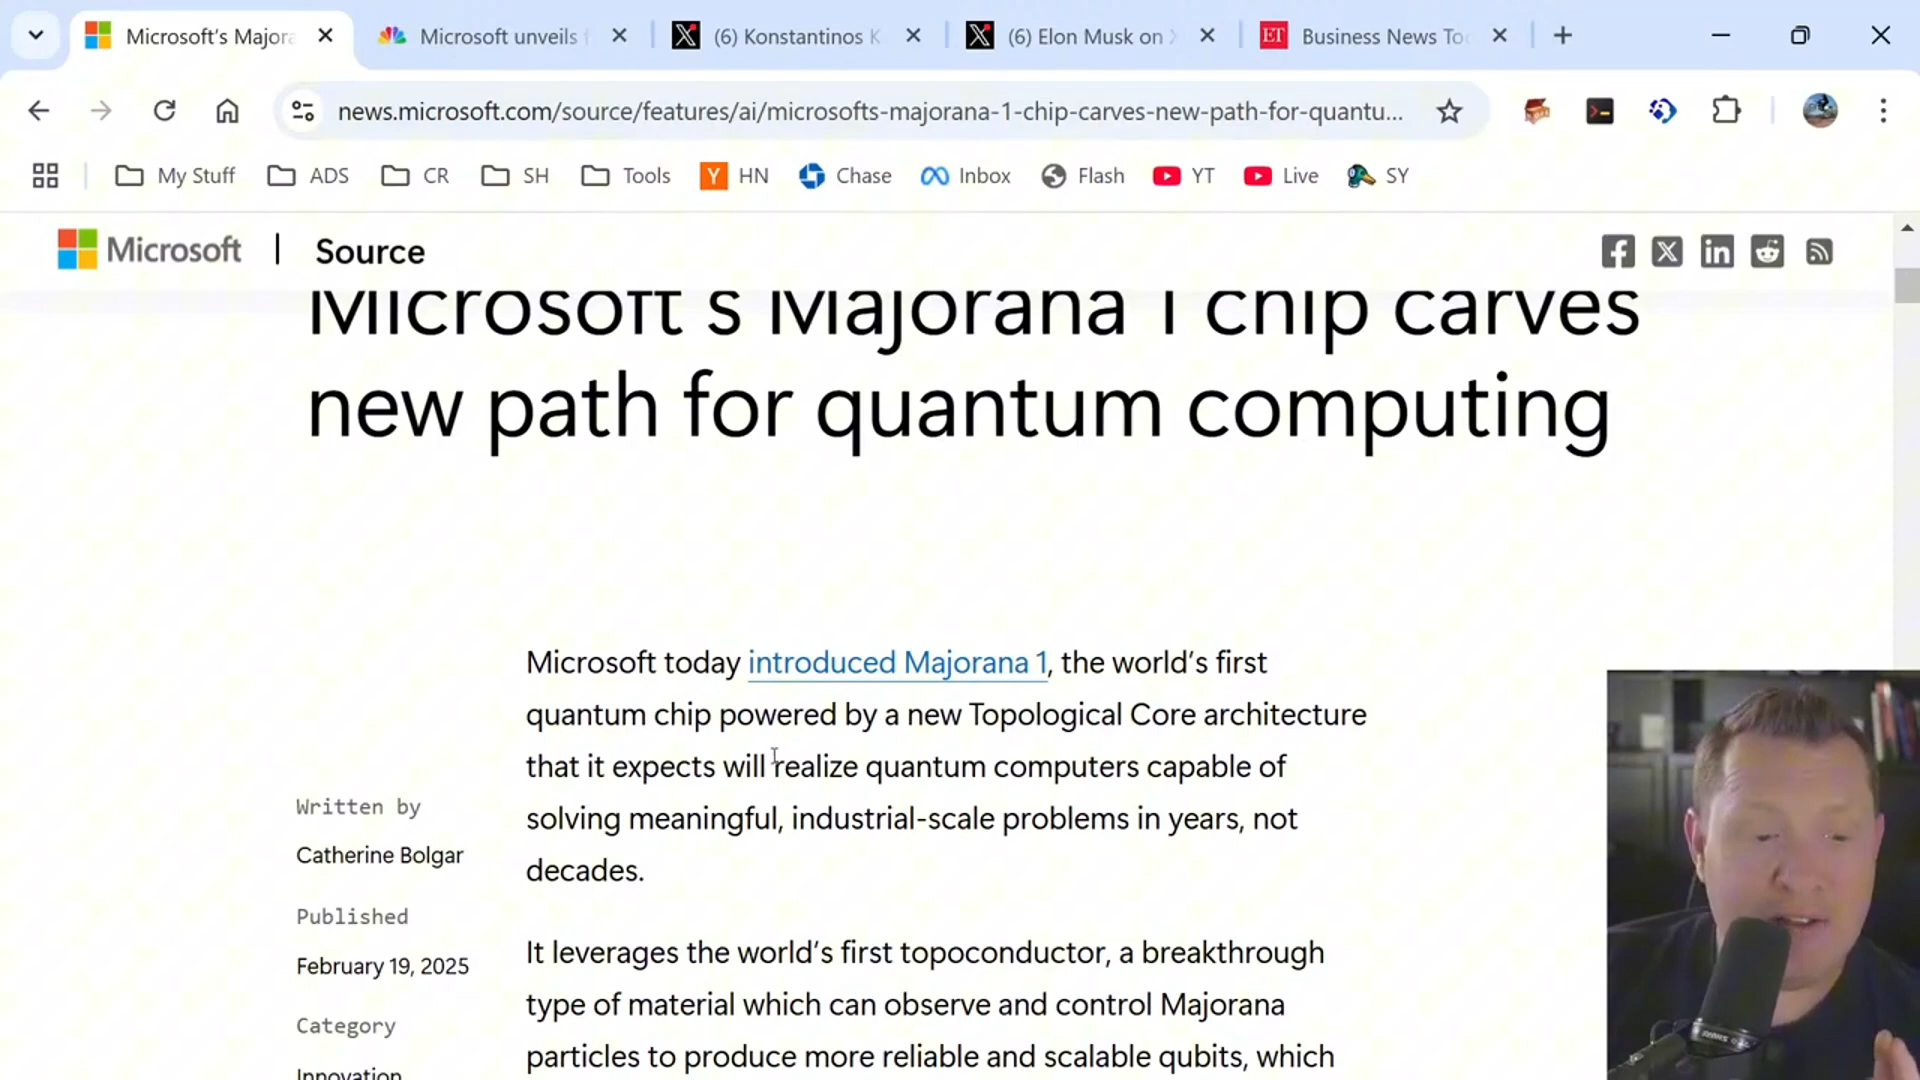 Microsoft's Majora
Microsoft unveils f
(6) Konstantinos K
(6) Elon Musk on X
ET
Business News To
news.microsoft.com/source/features/ai/microsofts-majorana-1-chip-carves-new-path-for-quantu...
My Stuff
ADS
CR
SH
Tools
Y HN
Chase
Inbox
Flash
YT
Live
SY
Microsoft | Source
Microsoft's Majorana 1 chip carves
new path for quantum computing
Microsoft today introduced Majorana 1, the world's first
quantum chip powered by a new Topological Core architecture
that it expects will realize quantum computers capable of
solving meaningful, industrial-scale problems in years, not
decades.
Written by
Catherine Bolgar
Published
February 19, 2025
Category
Innovation
It leverages the world's first topoconductor, a breakthrough
type of material which can observe and control Majorana
particles to produce more reliable and scalable qubits, which